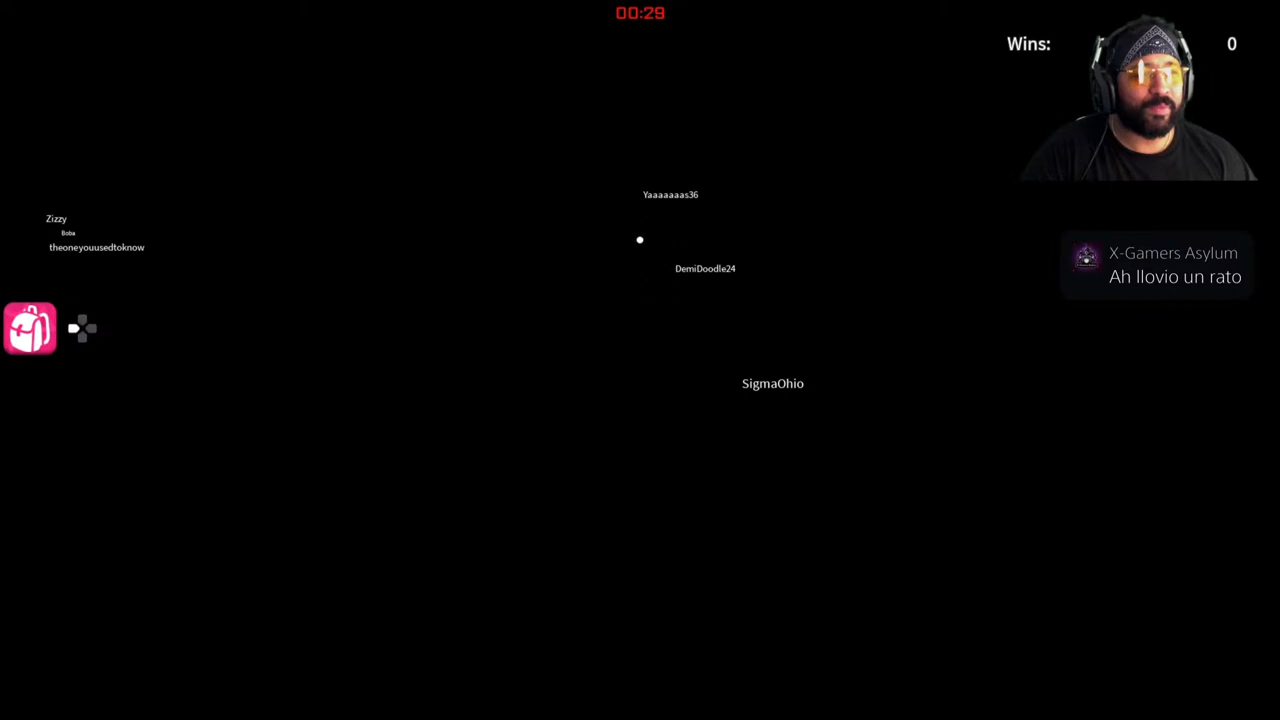 00:29
Wins: 0
Yaaaaaaas36
Zizzy
Boba
theoneyouusedtoknow
DemiDoodle24
X-Gamers Asylum
Ah llovio un rato
SigmaOhio